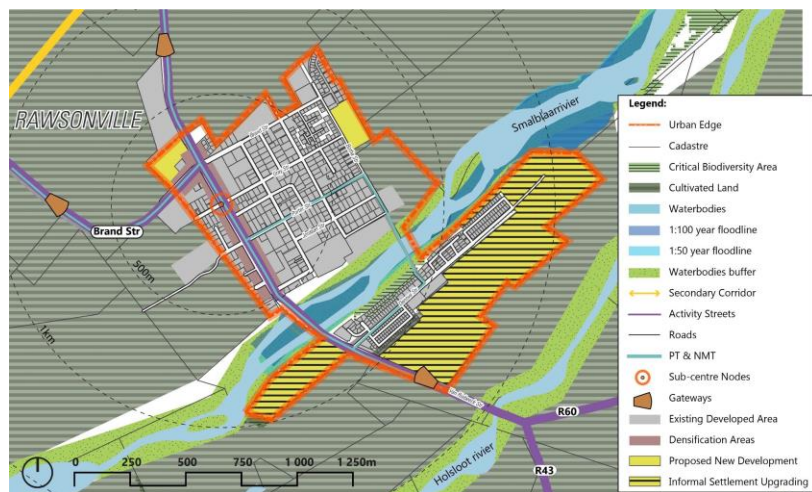 RAWSONVILLE
Smalblaarrivier
Brand Str
500m
1km
R60
R43
Holsloot rivier
0 250 500 750 1 000 1 250m
Legend:
Urban Edge
Cadastre
Critical Biodiversity Area
Cultivated Land
Waterbodies
1:100 year floodline
1:50 year floodline
Waterbodies buffer
Secondary Corridor
Activity Streets
Roads
PT & NMT
Sub-centre Nodes
Gateways
Existing Developed Area
Densification Areas
Proposed New Development
Informal Settlement Upgrading